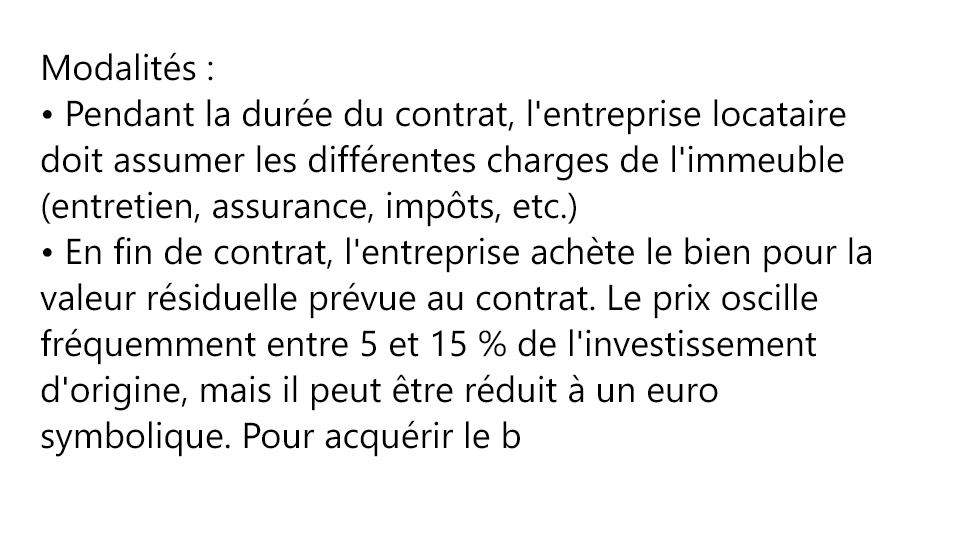 Modalités :
• Pendant la durée du contrat, l'entreprise locataire
doit assumer les différentes charges de l'immeuble
(entretien, assurance, impôts, etc.)
• En fin de contrat, l'entreprise achète le bien pour la
valeur résiduelle prévue au contrat. Le prix oscille
fréquemment entre 5 et 15 % de l'investissement
d'origine, mais il peut être réduit à un euro
symbolique. Pour acquérir le b